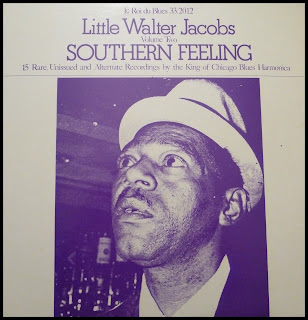 Le Roi du Blues 33.2012
Little Walter Jacobs
Volume Two
SOUTHERN FEELING
15 Rare, Unissued and Alternate Recordings by the King of Chicago Blues Harmonica